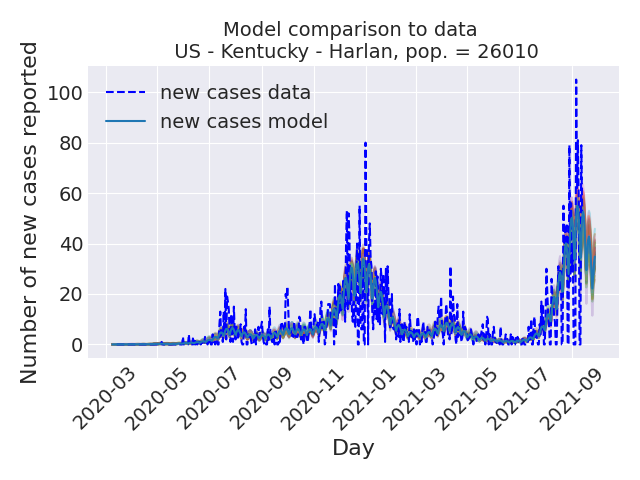 Model comparison to data
US - Kentucky - Harlan, pop. = 26010
Number of new cases reported
100
80
60
40
20
0
new cases data
new cases model
2020-03
2020-05
2020-07
2020-09
2020-11
2021-01
2021-03
2021-05
2021-07
2021-09
Day